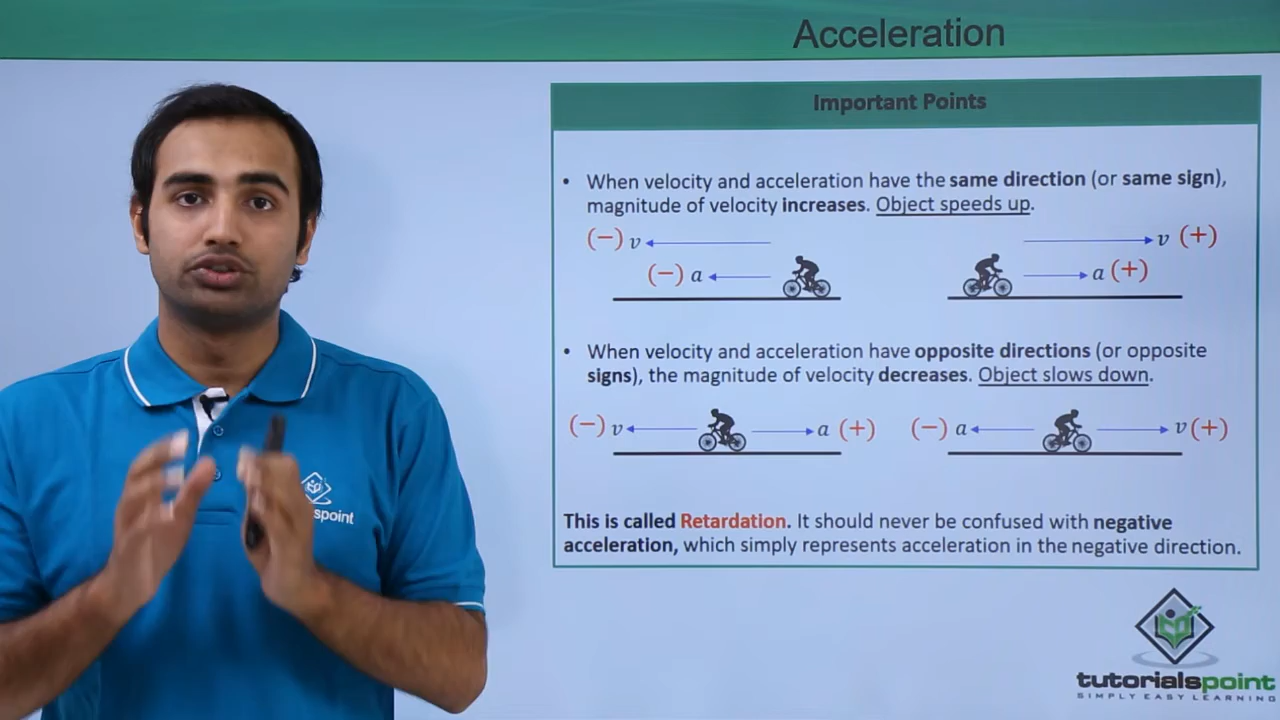 Acceleration
Important Points
• When velocity and acceleration have the same direction (or same sign),
magnitude of velocity increases. Object speeds up.
(−) v
v (+)
(−) a
a (+)
• When velocity and acceleration have opposite directions (or opposite
signs), the magnitude of velocity decreases. Object slows down.
(−) v a (+) (−) a v (+)
This is called Retardation. It should never be confused with negative
acceleration, which simply represents acceleration in the negative direction.
spoint
tutorialspoint
SIMPLY EASY LEARNING